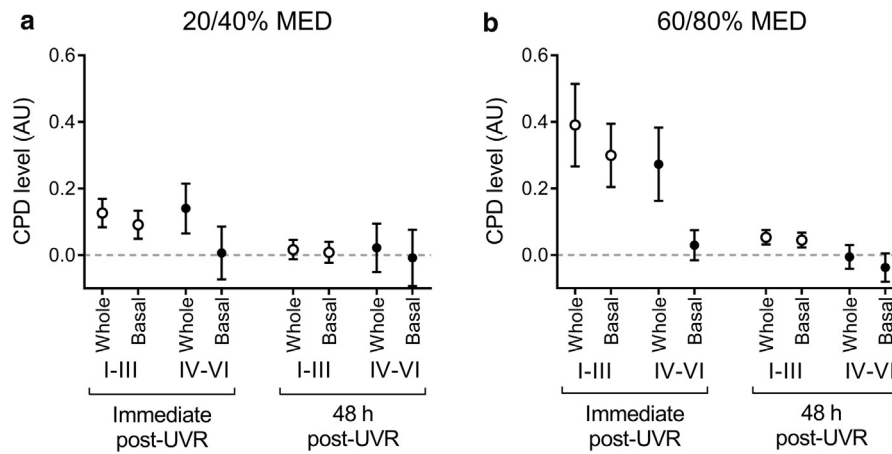 a
20/40% MED
CPD level (AU)
0.6
0.4
0.2
0.0
Whole
Basal
Whole
Basal
Whole
Basal
Whole
Basal
I-III
IV-VI
I-III
IV-VI
Immediate
post-UVR
48 h
post-UVR
b
60/80% MED
CPD level (AU)
0.6
0.4
0.2
0.0
Whole
Basal
Whole
Basal
Whole
Basal
Whole
Basal
I-III
IV-VI
I-III
IV-VI
Immediate
post-UVR
48 h
post-UVR